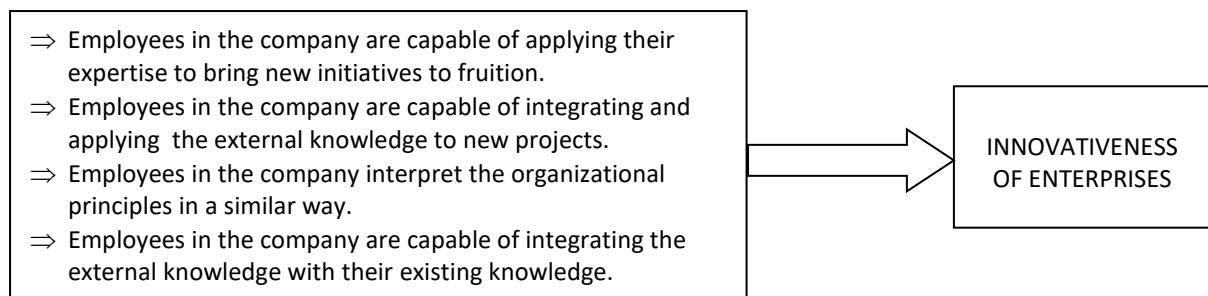 ⇒ Employees in the company are capable of applying their
expertise to bring new initiatives to fruition.
⇒ Employees in the company are capable of integrating and
applying  the external knowledge to new projects.
⇒ Employees in the company interpret the organizational
principles in a similar way.
⇒ Employees in the company are capable of integrating the
external knowledge with their existing knowledge.
INNOVATIVENESS
OF ENTERPRISES